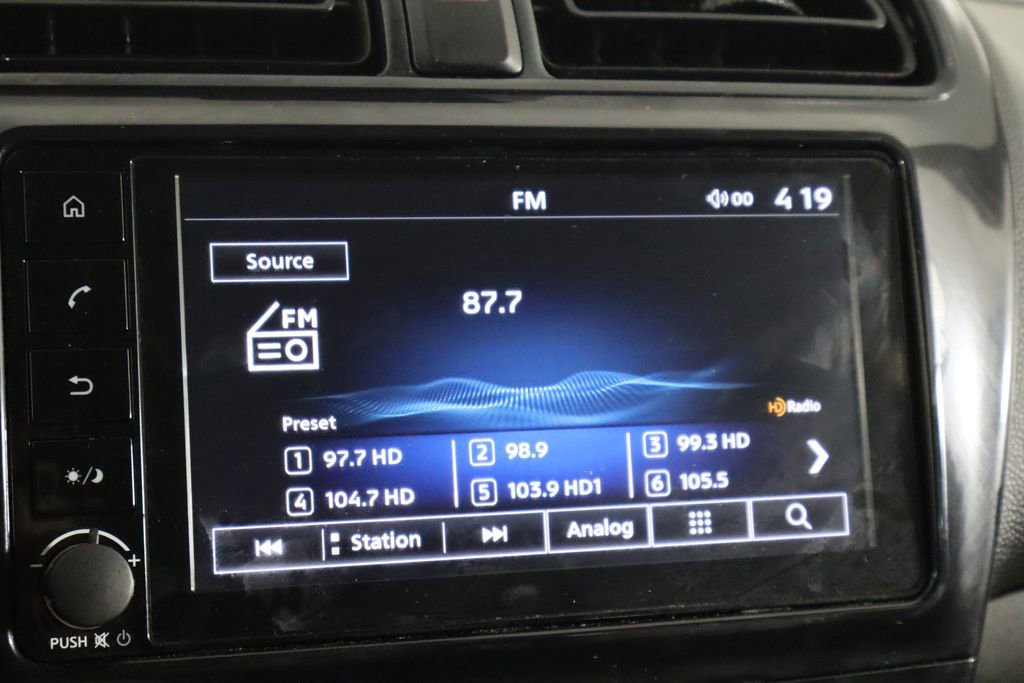 FM 00 4:19
Source
FM
87.7
HD Radio
Preset
1 97.7 HD 2 98.9 3 99.3 HD
4 104.7 HD 5 103.9 HD1 6 105.5
Station Analog
- +
PUSH